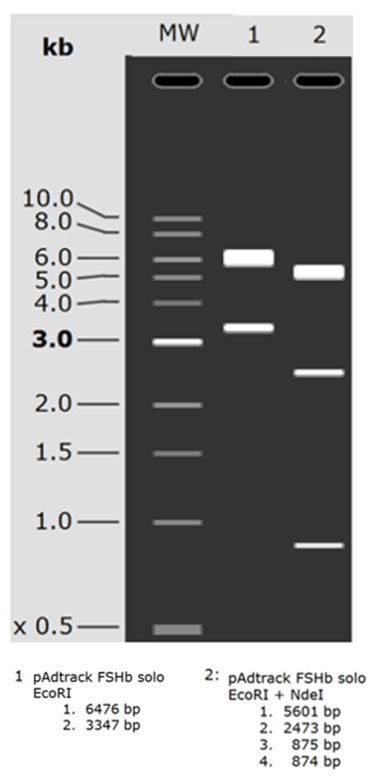 kb MW 1 2
10.0
8.0
6.0
5.0
4.0
3.0
2.0
1.5
1.0
x 0.5
1 pAdtrack FSHb solo
EcoRI
1. 6476 bp
2. 3347 bp
2: pAdtrack FSHb solo
EcoRI + NdeI
1. 5601 bp
2. 2473 bp
3. 875 bp
4. 874 bp